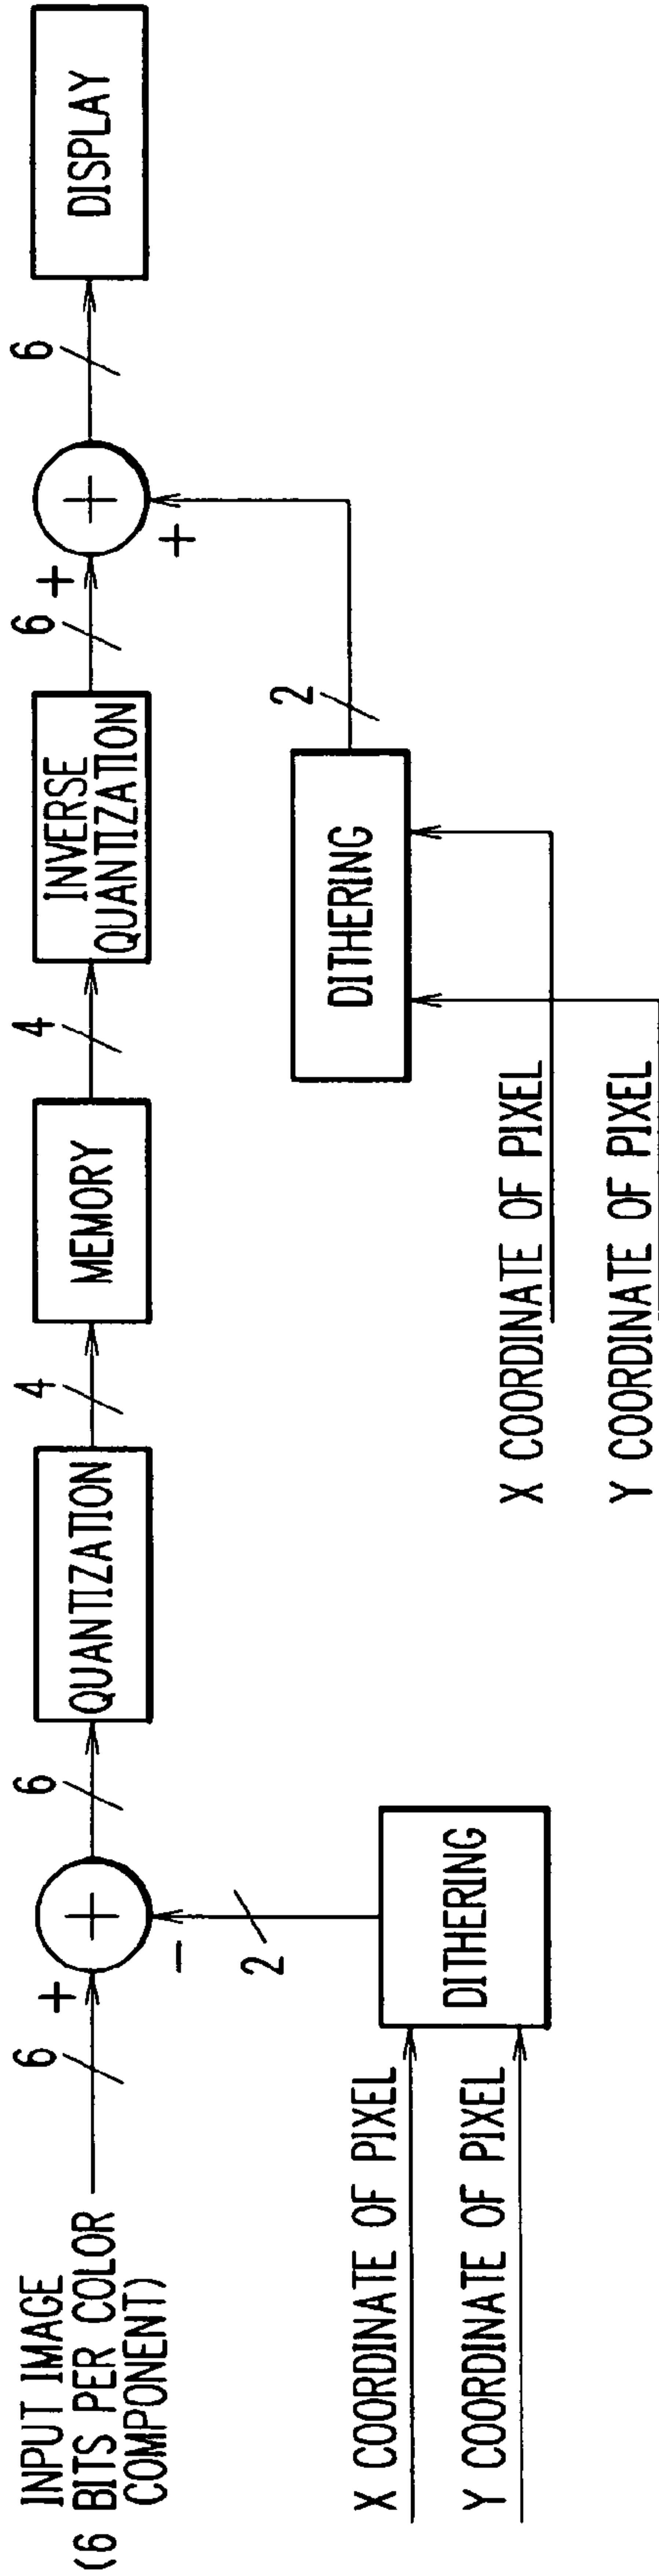 INPUT IMAGE
(6 BITS PER COLOR
COMPONENT)
6
+
-
2
DITHERING
X COORDINATE OF PIXEL
Y COORDINATE OF PIXEL
6
QUANTIZATION
4
MEMORY
4
INVERSE
QUANTIZATION
6
+
+
2
DITHERING
X COORDINATE OF PIXEL
Y COORDINATE OF PIXEL
6
DISPLAY